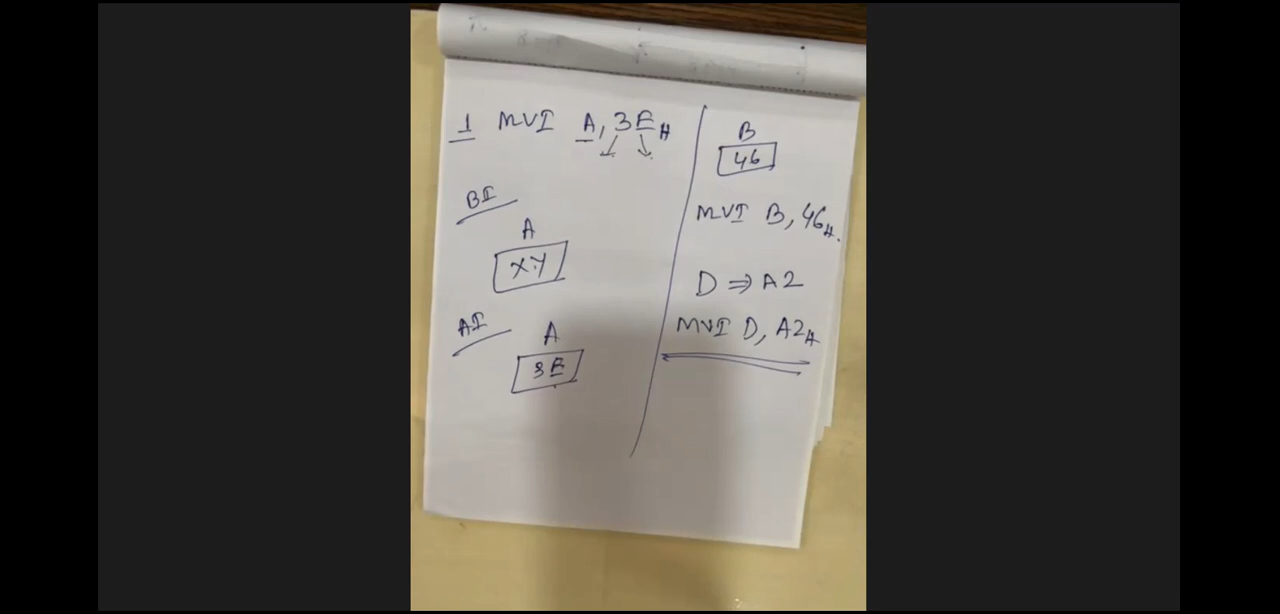 1 MVI A, 3EH
BI
A
XY
AI
A
3E
B
46
MVI B, 46H.
D ⇒ A2
MVI D, A2H